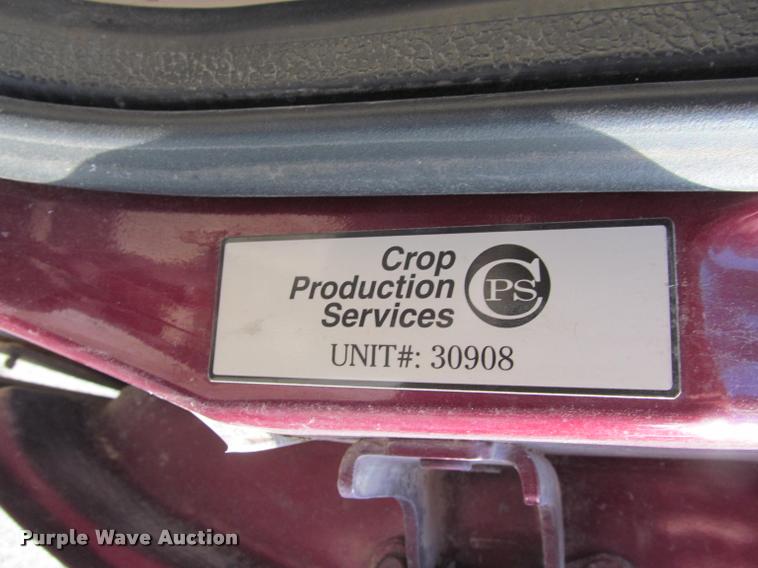 Crop
Production
Services
CPS
UNIT#: 30908
Purple Wave Auction